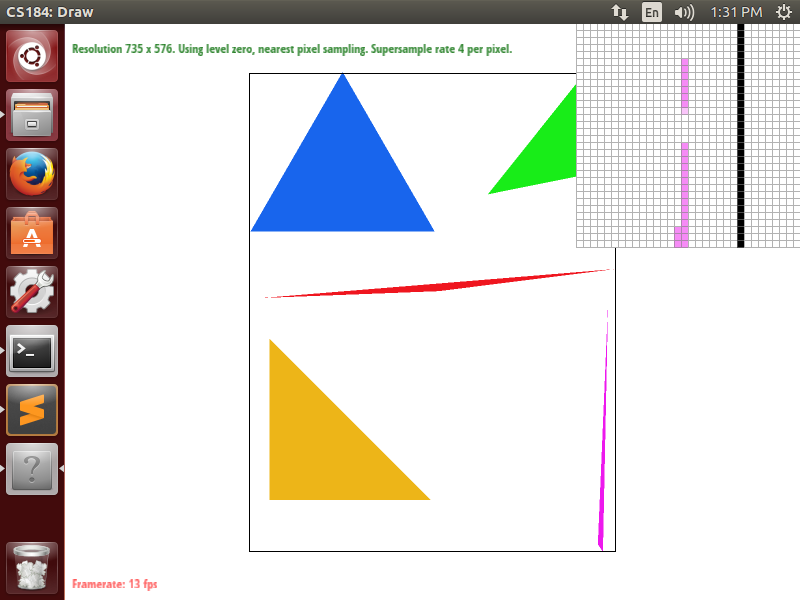 CS184: Draw
En
1:31 PM
Resolution 735 x 576. Using level zero, nearest pixel sampling. Supersample rate 4 per pixel.
Framerate: 13 fps